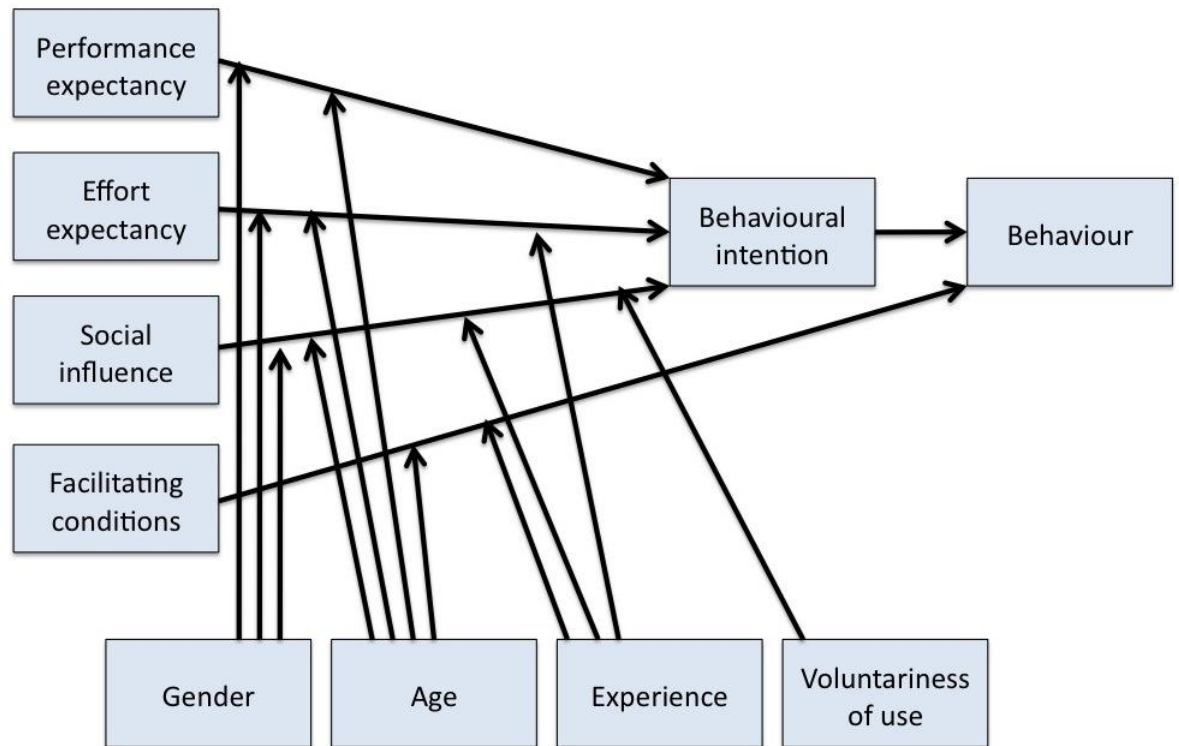 Performance
expectancy
Effort
expectancy
Social
influence
Facilitating
conditions
Behavioural
intention
Behaviour
Gender
Age
Experience
Voluntariness
of use